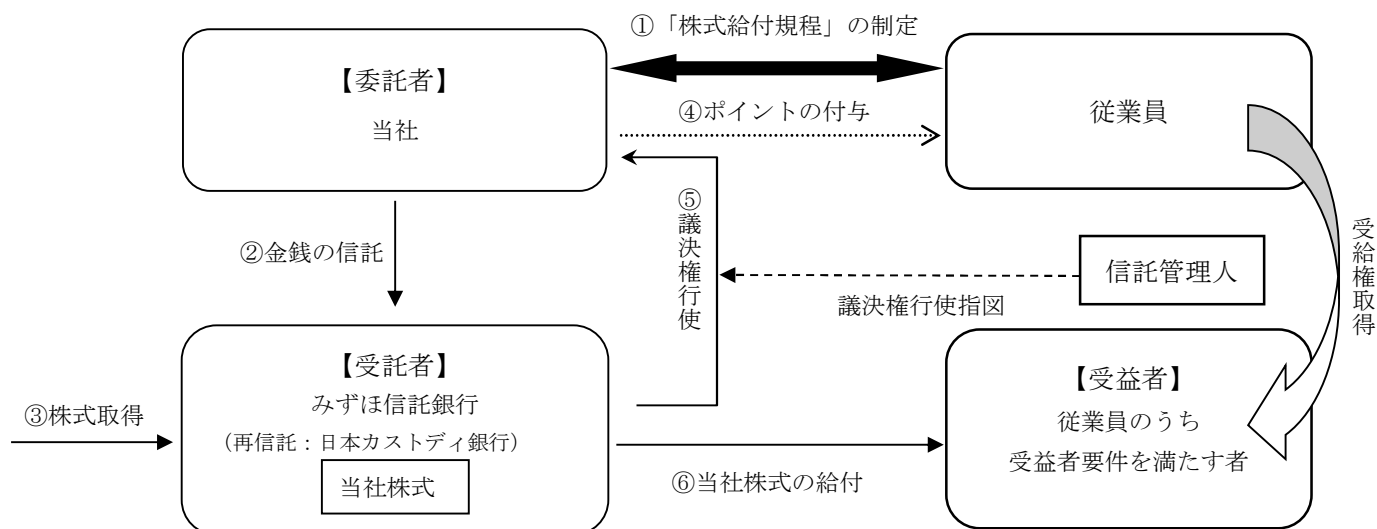 ①「株式給付規程」の制定
【委託者】
当社
④ポイントの付与
従業員
②金銭の信託
⑤議決権行使
信託管理人
議決権行使指図
受給権取得
③株式取得
【受託者】
みずほ信託銀行
（再信託：日本カストディ銀行）
当社株式
⑥当社株式の給付
【受益者】
従業員のうち
受益者要件を満たす者